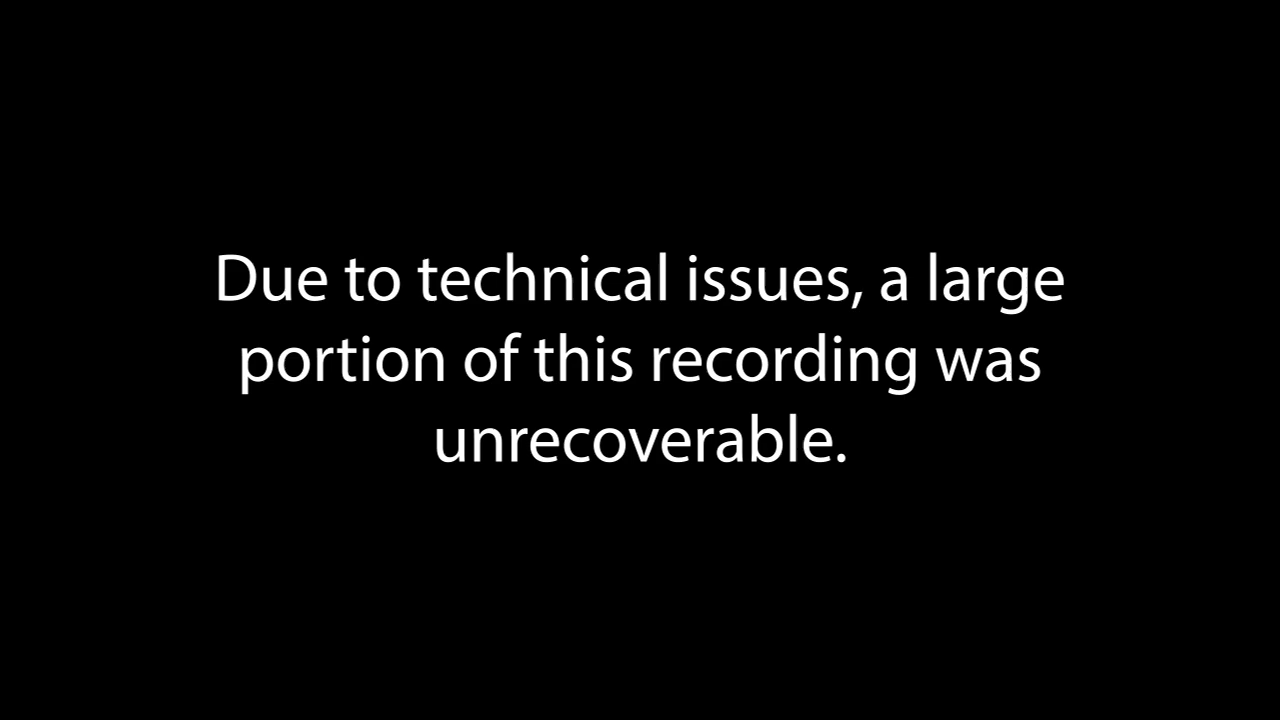 Due to technical issues, a large
portion of this recording was
unrecoverable.